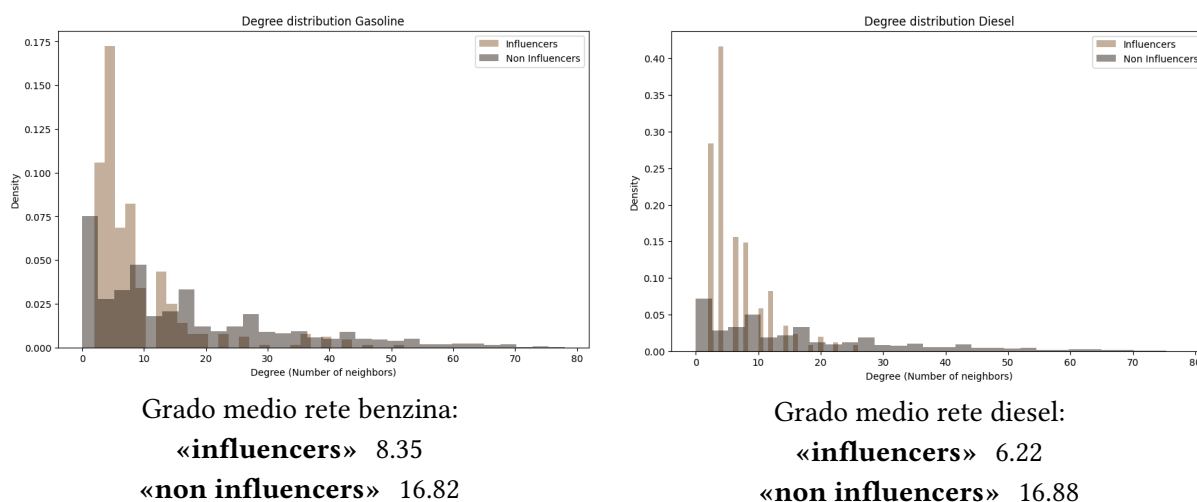 Degree distribution Gasoline
Influencers
Non Influencers
0.175
0.150
0.125
0.100
0.075
0.050
0.025
0.000
Density
0 10 20 30 40 50 60 70 80
Degree (Number of neighbors)
Grado medio rete benzina:
«influencers» 8.35
«non influencers» 16.82
Degree distribution Diesel
Influencers
Non Influencers
0.40
0.35
0.30
0.25
0.20
0.15
0.10
0.05
0.00
Density
0 10 20 30 40 50 60 70 80
Degree (Number of neighbors)
Grado medio rete diesel:
«influencers» 6.22
«non influencers» 16.88